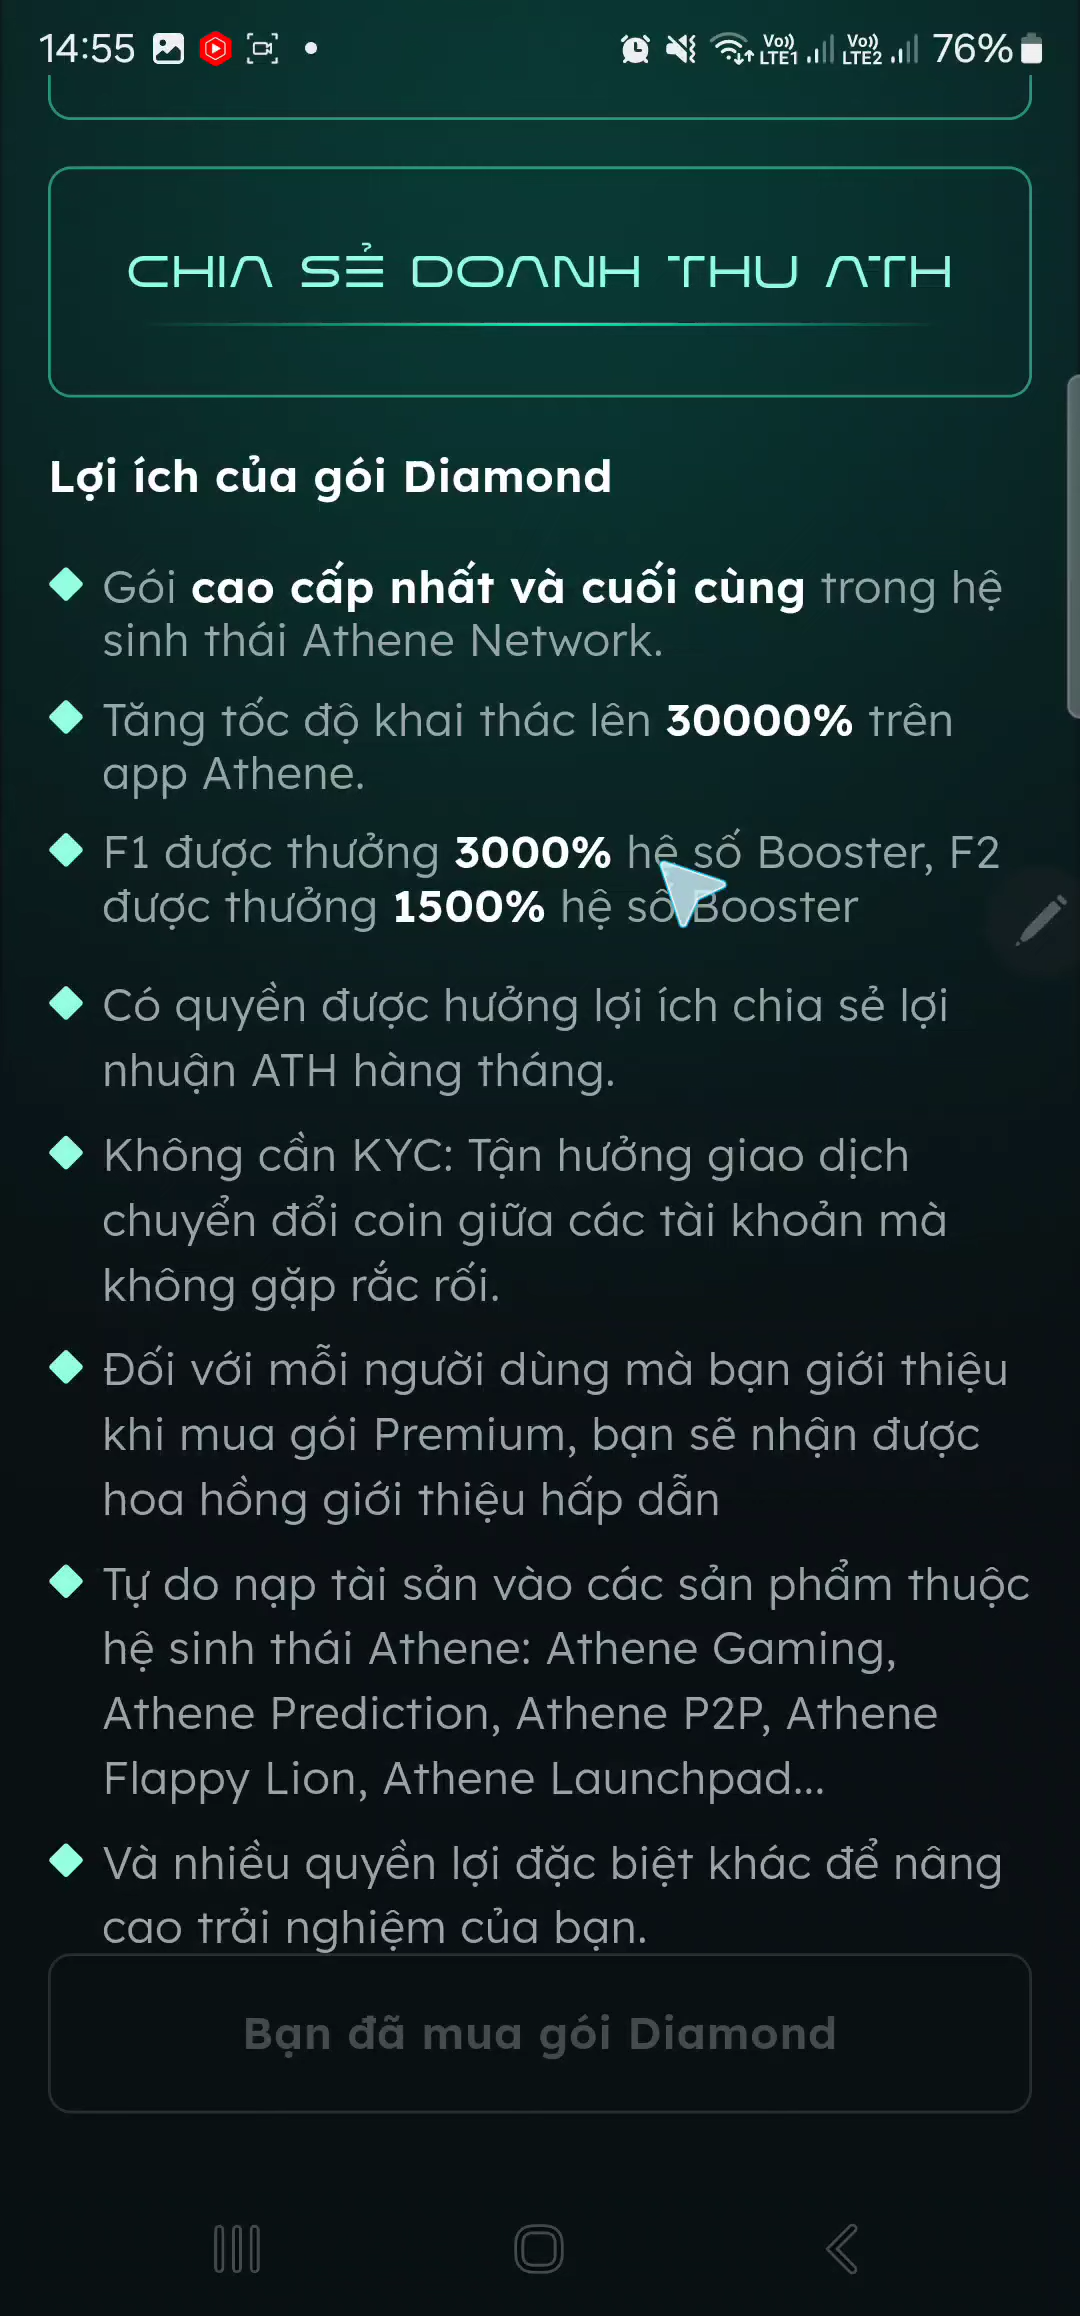 14:55
Vo)) LTE1 Vo)) LTE2 76%
CHIA SẺ DOANH THU ATH
Lợi ích của gói Diamond
Gói cao cấp nhất và cuối cùng trong hệ
sinh thái Athene Network.
Tăng tốc độ khai thác lên 30000% trên
app Athene.
F1 được thưởng 3000% hệ số Booster, F2
được thưởng 1500% hệ số Booster
Có quyền được hưởng lợi ích chia sẻ lợi
nhuận ATH hàng tháng.
Không cần KYC: Tận hưởng giao dịch
chuyển đổi coin giữa các tài khoản mà
không gặp rắc rối.
Đối với mỗi người dùng mà bạn giới thiệu
khi mua gói Premium, bạn sẽ nhận được
hoa hồng giới thiệu hấp dẫn
Tự do nạp tài sản vào các sản phẩm thuộc
hệ sinh thái Athene: Athene Gaming,
Athene Prediction, Athene P2P, Athene
Flappy Lion, Athene Launchpad...
Và nhiều quyền lợi đặc biệt khác để nâng
cao trải nghiệm của bạn.
Bạn đã mua gói Diamond